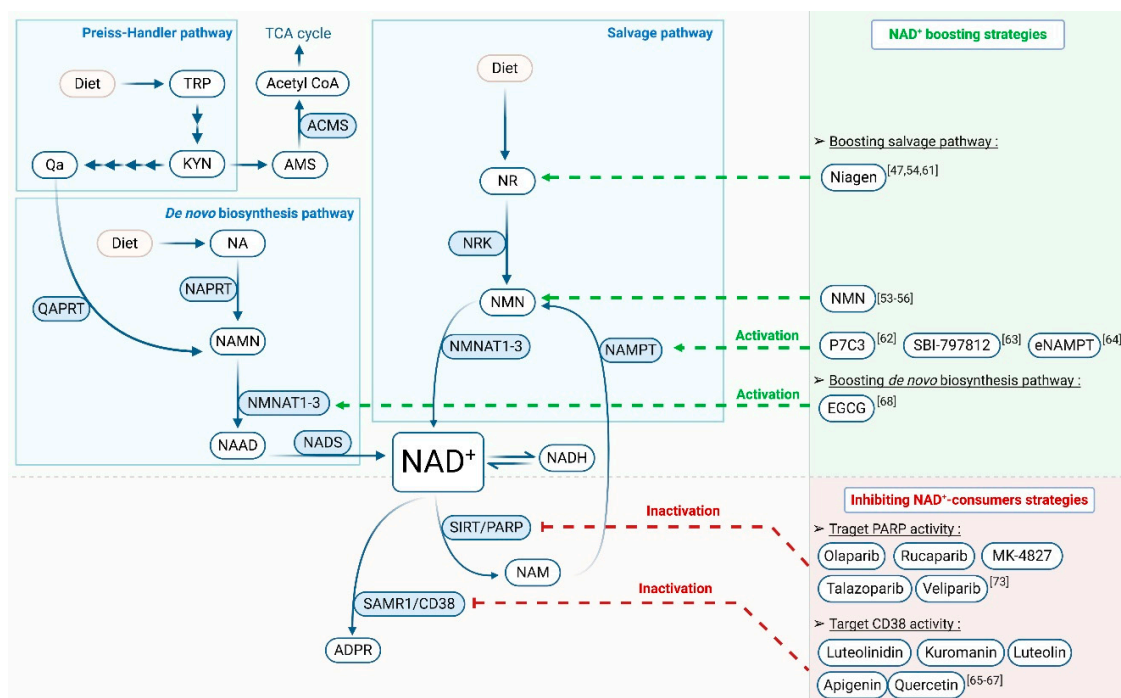 Preiss-Handler pathway
Diet
TRP
Qa
KYN
TCA cycle
Acetyl CoA
ACMS
AMS
De novo biosynthesis pathway
Diet
NA
NAPRT
QAPRT
NAMN
NMNAT1-3
NAAD
NADS
Salvage pathway
Diet
NR
NRK
NMN
NMNAT1-3
NAMPT
NAD⁺
NADH
SIRT/PARP
NAM
SAMR1/CD38
ADPR
Activation
Activation
Inactivation
Inactivation
NAD⁺ boosting strategies
➢ Boosting salvage pathway :
Niagen [47,54,61]
NMN [53-56]
P7C3 [62] SBI-797812 [63] eNAMPT [64]
➢ Boosting de novo biosynthesis pathway :
EGCG [68]
Inhibiting NAD⁺-consumers strategies
➢ Traget PARP activity :
Olaparib Rucaparib MK-4827
Talazoparib Veliparib [73]
➢ Target CD38 activity :
Luteolinidin Kuromanin Luteolin
Apigenin Quercetin [65-67]